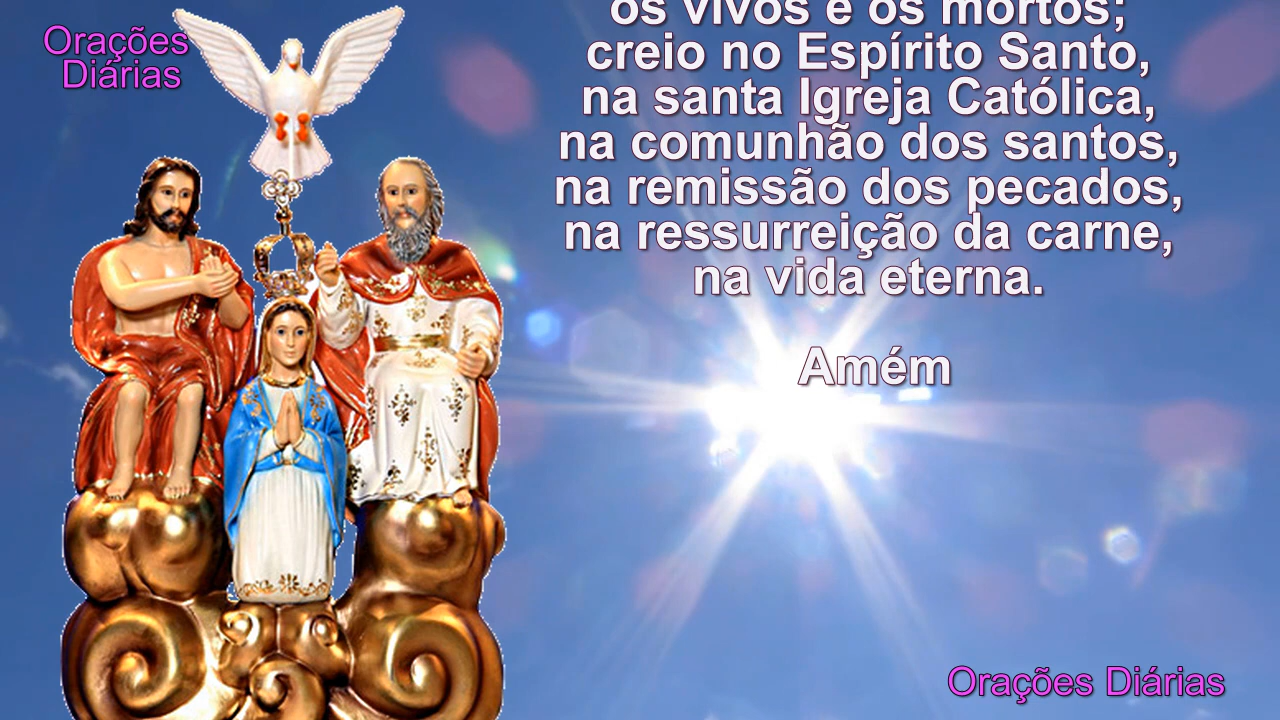 Orações
Diárias
os vivos e os mortos;
creio no Espírito Santo,
na santa Igreja Católica,
na comunhão dos santos,
na remissão dos pecados,
na ressurreição da carne,
na vida eterna.
Amém
Orações Diárias